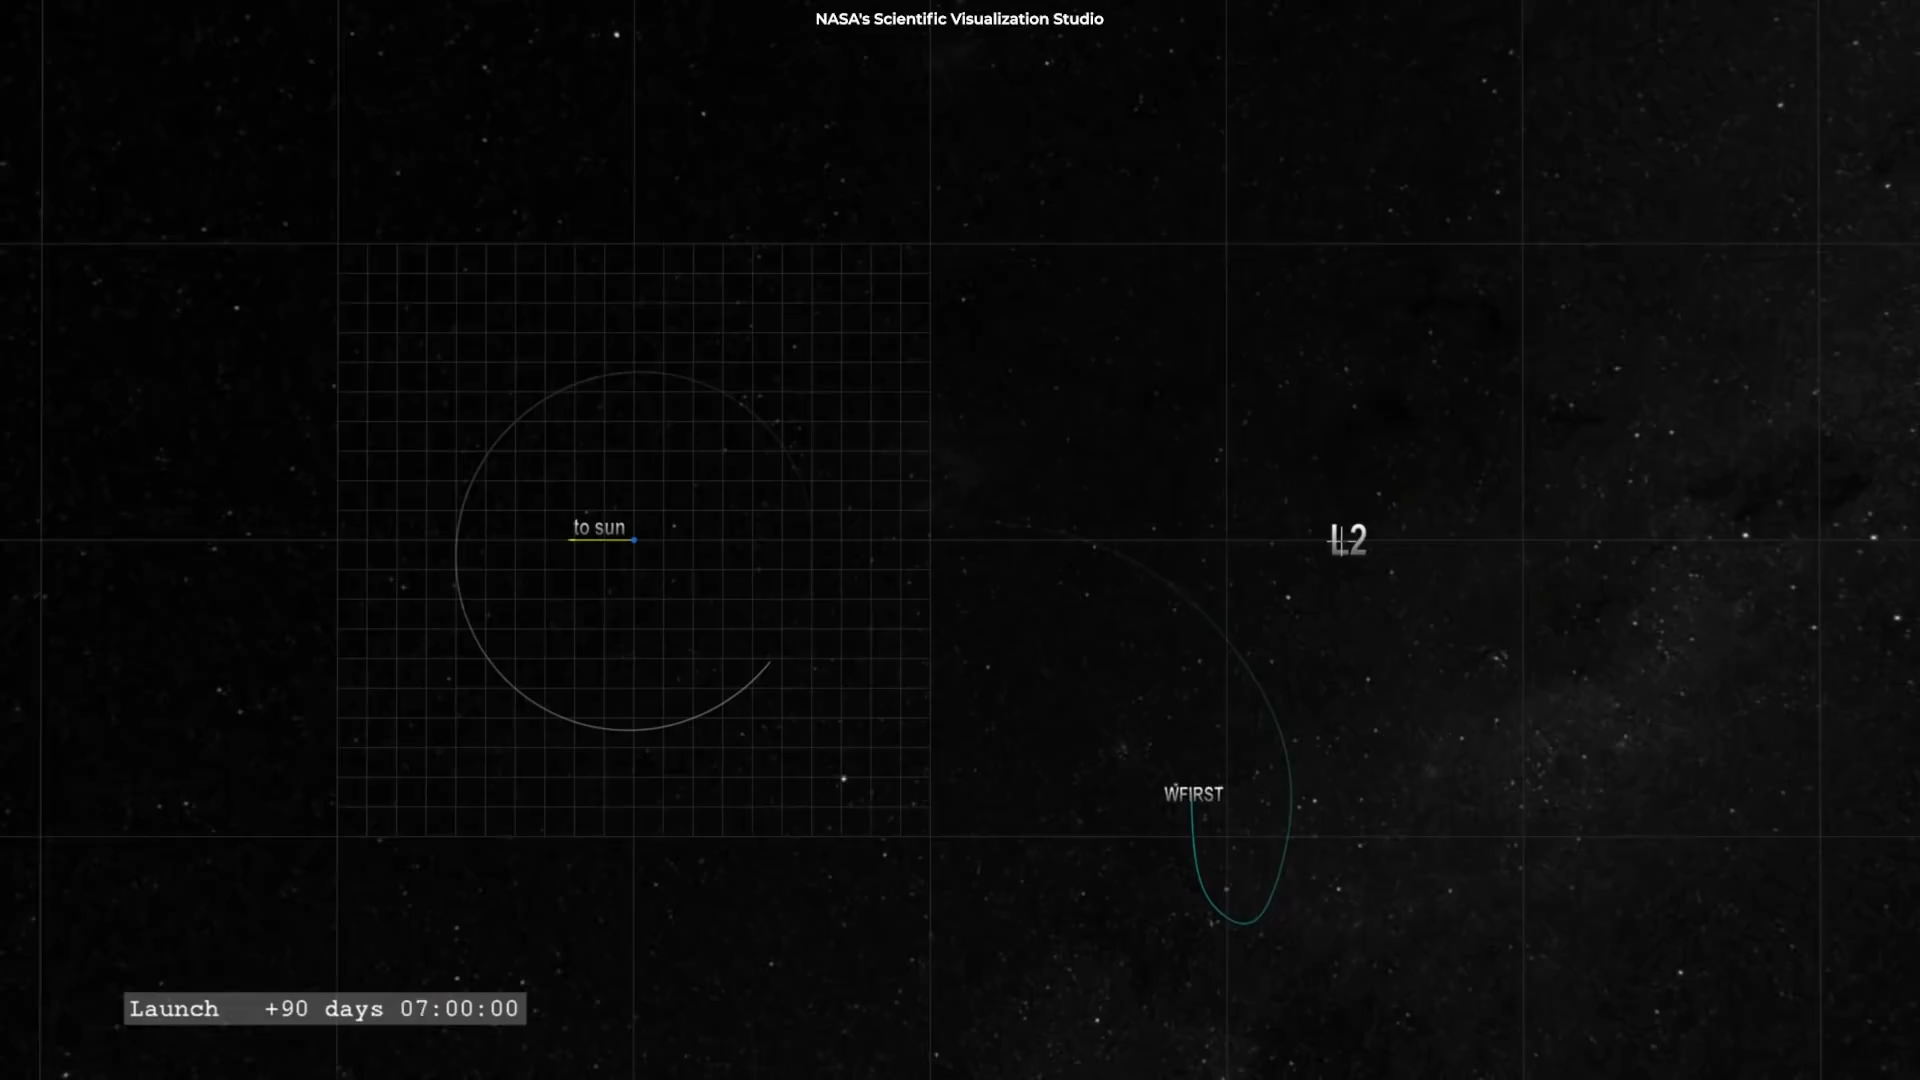 NASA's Scientific Visualization Studio
to sun
L2
WFIRST
Launch +90 days 07:00:00